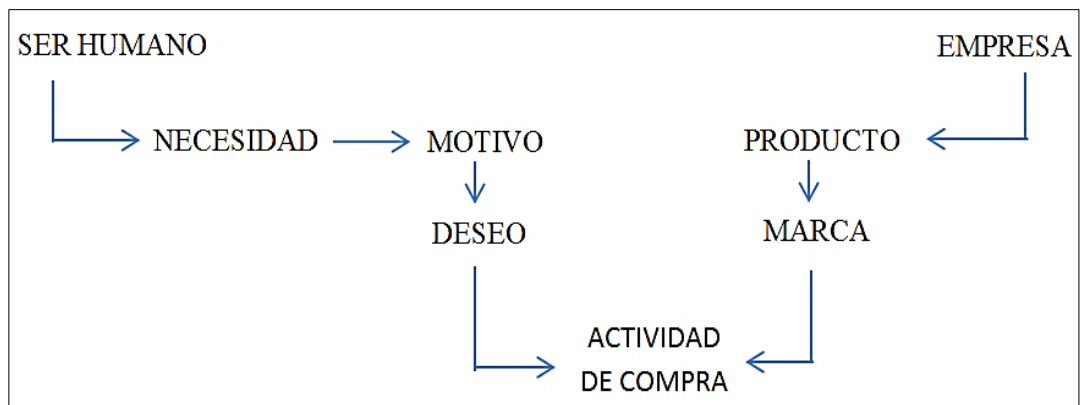 SER HUMANO
EMPRESA
NECESIDAD
MOTIVO
PRODUCTO
DESEO
MARCA
ACTIVIDAD
DE COMPRA